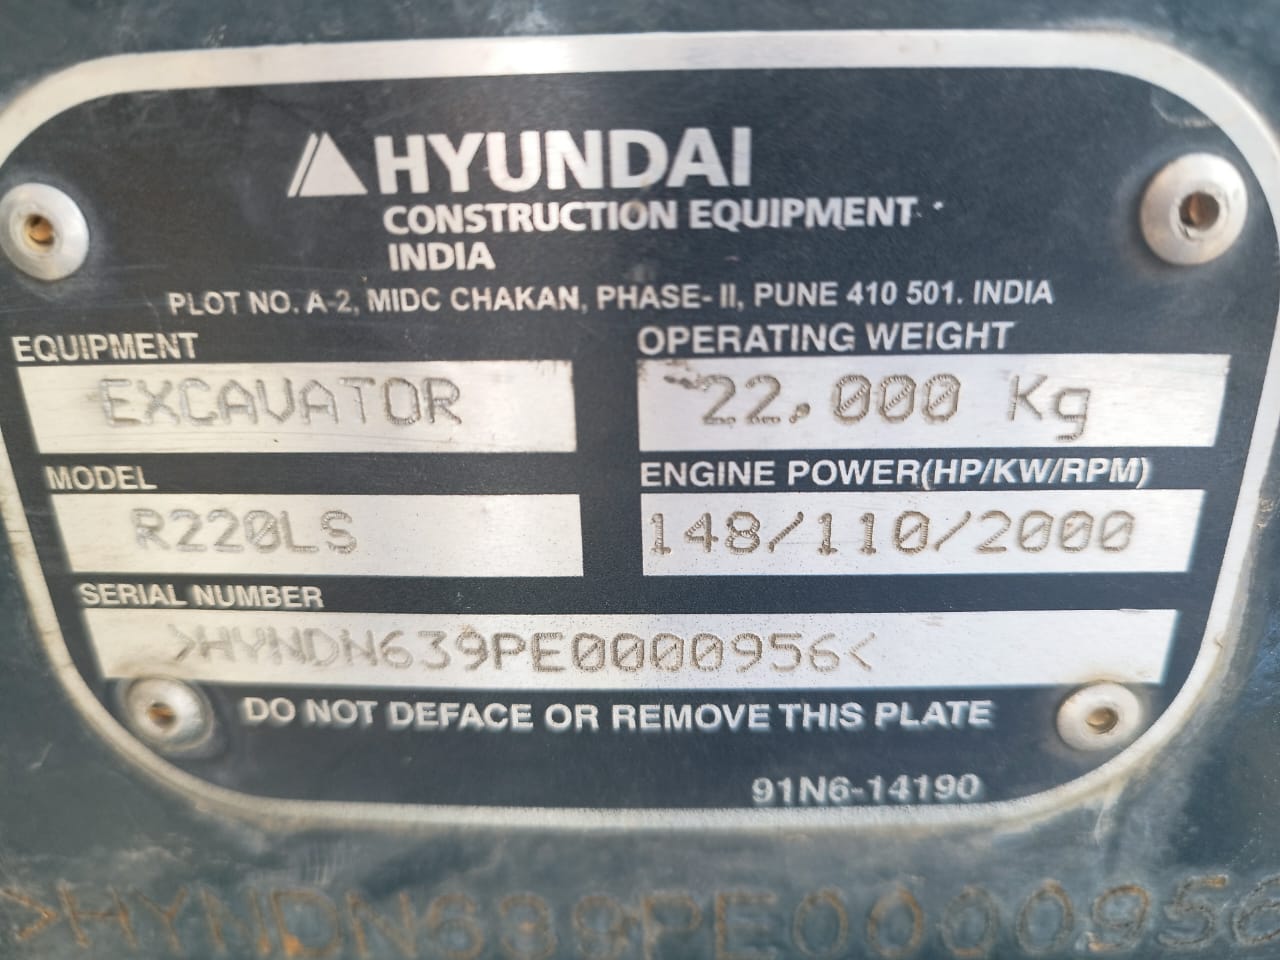 HYUNDAI
CONSTRUCTION EQUIPMENT
INDIA
PLOT NO. A-2, MIDC CHAKAN, PHASE- II, PUNE 410 501. INDIA
EQUIPMENT
EXCAVATOR
OPERATING WEIGHT
22,000 Kg
MODEL
R220LS
ENGINE POWER(HP/KW/RPM)
148/110/2000
SERIAL NUMBER
>HYNDN639PE0000956<
DO NOT DEFACE OR REMOVE THIS PLATE
91N6-14190
>HYNDN639PE0000956